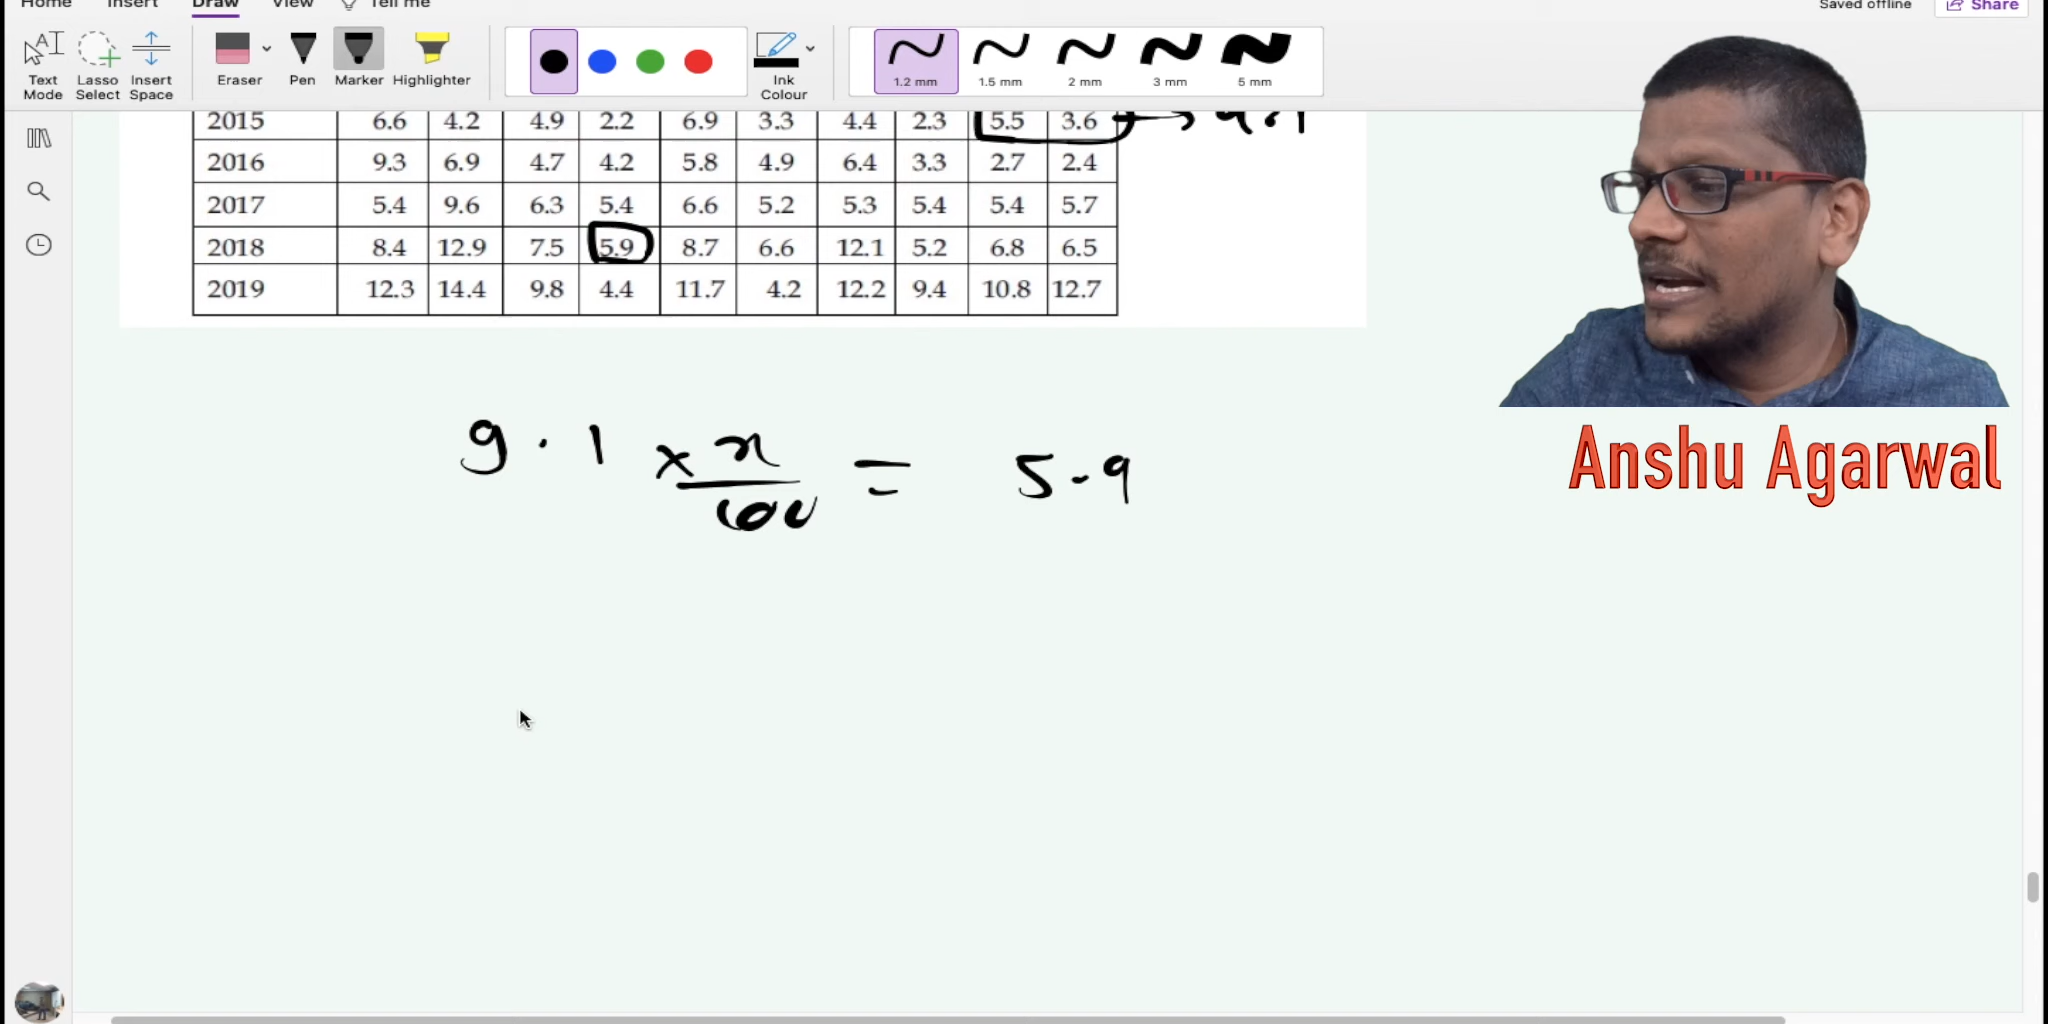 Home Insert Draw View Tell me Saved offline Share
Text Mode Lasso Select Insert Space Eraser Pen Marker Highlighter Ink Colour 1.2 mm 1.5 mm 2 mm 3 mm 5 mm
2015 6.6 4.2 4.9 2.2 6.9 3.3 4.4 2.3 5.5 3.6 9.1
2016 9.3 6.9 4.7 4.2 5.8 4.9 6.4 3.3 2.7 2.4
2017 5.4 9.6 6.3 5.4 6.6 5.2 5.3 5.4 5.4 5.7
2018 8.4 12.9 7.5 5.9 8.7 6.6 12.1 5.2 6.8 6.5
2019 12.3 14.4 9.8 4.4 11.7 4.2 12.2 9.4 10.8 12.7
9.1 × x/100 = 5.9
Anshu Agarwal